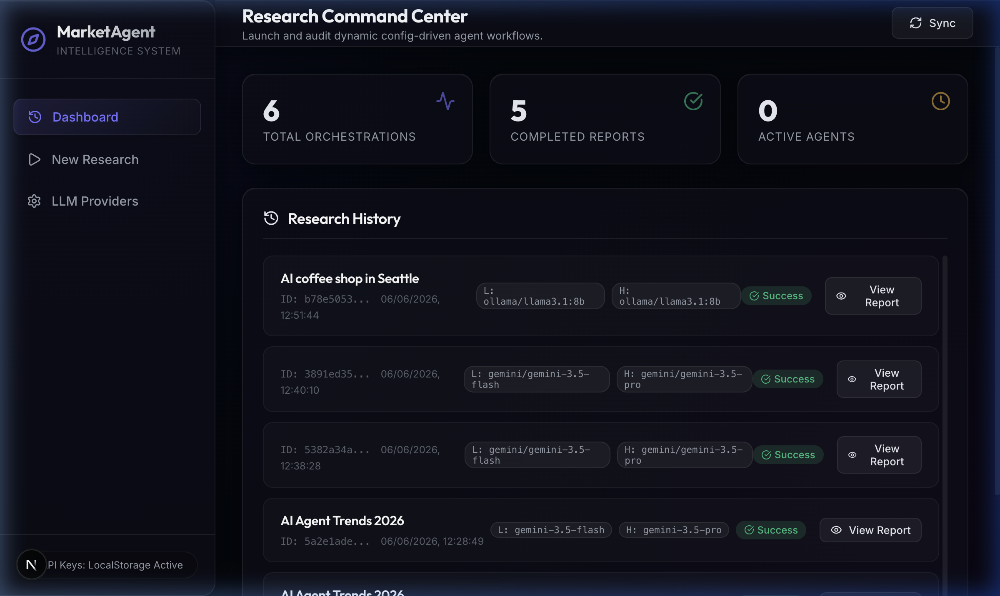 MarketAgent
INTELLIGENCE SYSTEM
Dashboard
New Research
LLM Providers
PI Keys: LocalStorage Active
Research Command Center
Launch and audit dynamic config-driven agent workflows.
Sync
6
TOTAL ORCHESTRATIONS
5
COMPLETED REPORTS
0
ACTIVE AGENTS
Research History
AI coffee shop in Seattle
ID: b78e5053... 06/06/2026,
12:51:44
L:
ollama/llama3.1:8b
H:
ollama/llama3.1:8b
Success
View
Report
ID: 3891ed35... 06/06/2026,
12:40:10
L: gemini/gemini-3.5-
flash
H: gemini/gemini-3.5-
pro
Success
View
Report
ID: 5382a34a... 06/06/2026,
12:38:28
L: gemini/gemini-3.5-
flash
H: gemini/gemini-3.5-
pro
Success
View
Report
AI Agent Trends 2026
ID: 5a2e1ade... 06/06/2026, 12:28:49
L: gemini-3.5-flash
H: gemini-3.5-pro
Success
View Report
AI Agent Trends 2026